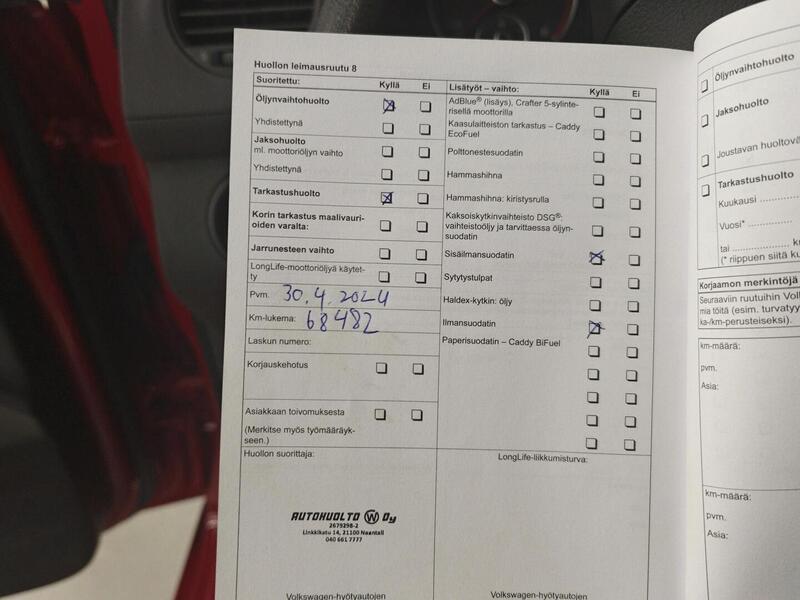 Huollon leimausruutu 8
Suoritettu: Kyllä Ei
Öljynvaihtohuolto
Yhdistettynä
Jaksohuolto
ml. moottoriöljyn vaihto
Yhdistettynä
Tarkastushuolto
Korin tarkastus maalivauri-
oiden varalta:
Jarrunesteen vaihto
LongLife-moottoriöljyä käytet-
ty
Pvm. 30.4.2024
Km-lukema: 68482
Laskun numero:
Korjauskehotus
Asiakkaan toivomuksesta
(Merkitse myös työmääräyk-
seen.)
Huollon suorittaja:
AUTOHUOLTO W Oy
2679298-2
Linkkikatu 14, 21100 Naantali
040 661 7777
Volkswagen-hyötyautojen
Lisätyöt – vaihto: Kyllä Ei
AdBlue® (lisäys), Crafter 5-sylinte-
risellä moottorilla
Kaasulaitteiston tarkastus – Caddy
EcoFuel
Polttonestesuodatin
Hammashihna
Hammashihna: kiristysrulla
Kaksoiskytkinvaihteisto DSG®:
vaihteistoöljy ja tarvittaessa öljyn-
suodatin
Sisäilmansuodatin
Sytytystulpat
Haldex-kytkin: öljy
Ilmansuodatin
Paperisuodatin – Caddy BiFuel
LongLife-liikkumisturva:
Volkswagen-hyötyautojen
Öljynvaihtohuolto
Jaksohuolto
Joustavan huoltov
Tarkastushuolto
Kuukausi
Vuosi*
tai
(* riippuen siitä ku
Korjaamon merkintöjä
Seuraaviin ruutuihin Vol
mia töitä (esim. turvaty
ka-/km-perusteiseksi).
km-määrä:
pvm.
Asia:
km-määrä:
pvm.
Asia: